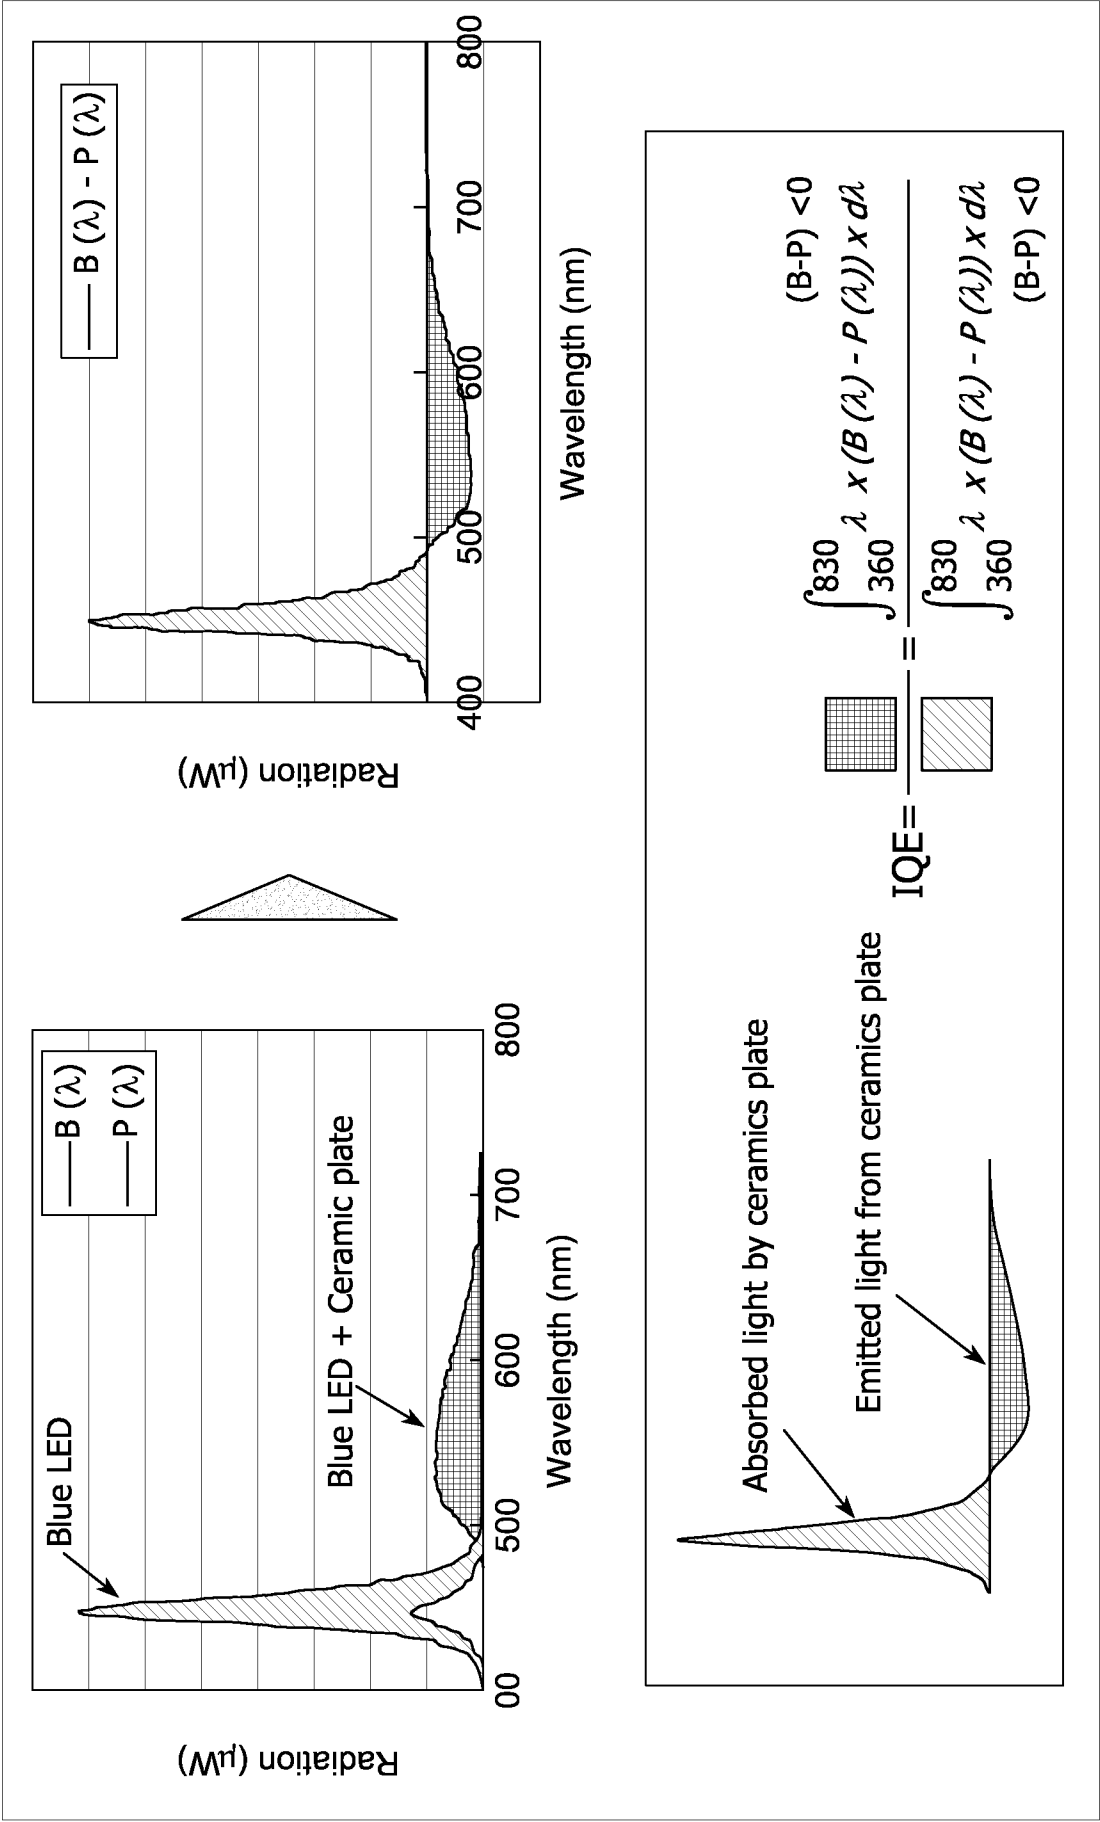 B (λ)
P (λ)
Blue LED
Blue LED + Ceramic plate
Radiation (μW)
00
500
600
700
800
Wavelength (nm)
B (λ) - P (λ)
Radiation (μW)
400
500
600
700
800
Wavelength (nm)
Absorbed light by ceramics plate
Emitted light from ceramics plate
IQE= =
(B-P) <0
∫ 830 360 λ x (B (λ) - P (λ)) x dλ
∫ 830 360 λ x (B (λ) - P (λ)) x dλ
(B-P) <0